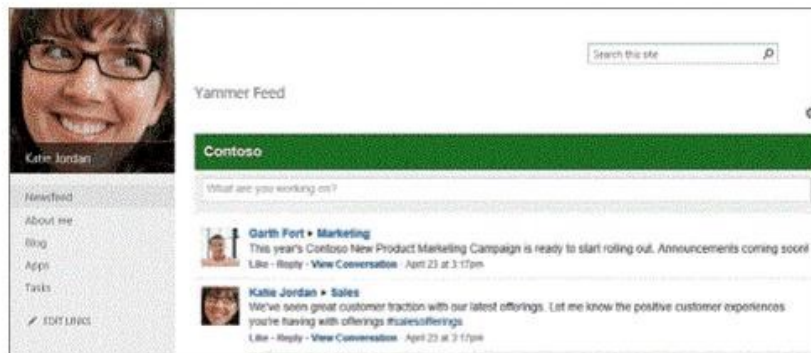 Search this site
Yammer Feed
Katie Jordan
Contoso
Newsfeed
What are you working on?
About me
Blog
Apps
Tasks
EDIT LINKS
Garth Fort ▸ Marketing
This year's Contoso New Product Marketing Campaign is ready to start rolling out. Announcements coming soon!
Like - Reply - View Conversation - April 23 at 3:17pm
Katie Jordan ▸ Sales
We've seen great customer traction with our latest offerings. Let me know the positive customer experiences
you're having with offerings #salesofferings
Like - Reply - View Conversation - April 23 at 3:17pm